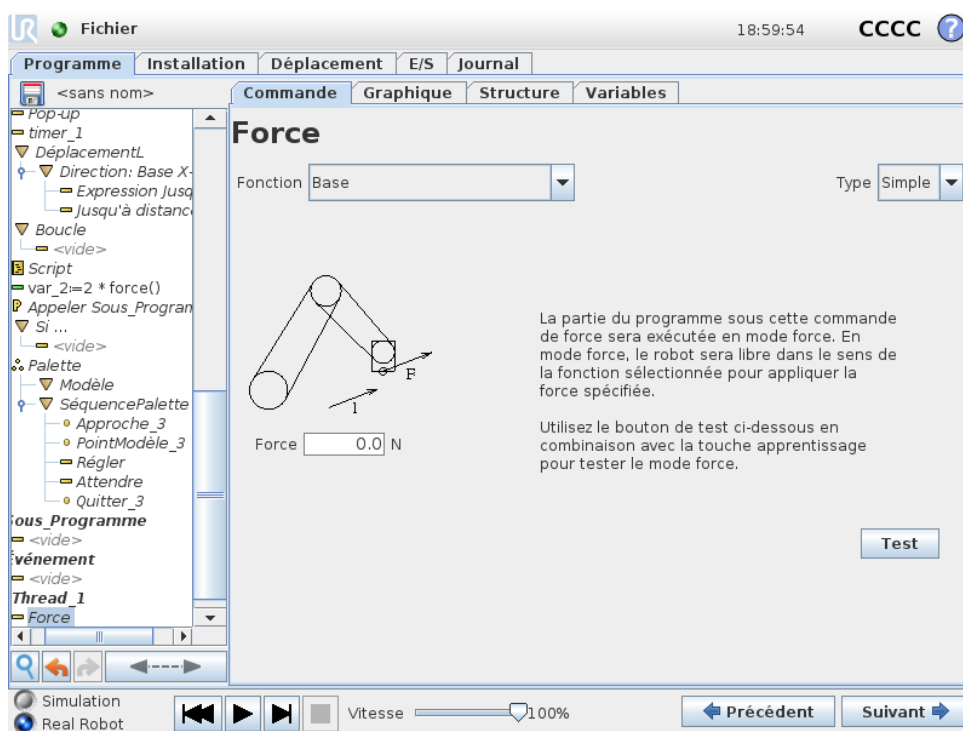 UR Fichier 18:59:54 CCCC ?
Programme Installation Déplacement E/S Journal
<sans nom>
Commande Graphique Structure Variables
Pop-up
timer_1
DéplacementL
Direction: Base X-
Expression Jusq
Jusqu'à distanc
Boucle
<vide>
Script
var_2:=2 * force()
Appeler Sous_Program
Si ...
<vide>
Palette
Modèle
SéquencePalette
Approche_3
PointModèle_3
Régler
Attendre
Quitter_3
Sous_Programme
<vide>
Événement
<vide>
Thread_1
Force
Force
Fonction Base Type Simple
F
1
Force 0.0 N
La partie du programme sous cette commande
de force sera exécutée en mode force. En
mode force, le robot sera libre dans le sens de
la fonction sélectionnée pour appliquer la
force spécifiée.
Utilisez le bouton de test ci-dessous en
combinaison avec la touche apprentissage
pour tester le mode force.
Test
Simulation
Real Robot
Vitesse 100%
Précédent Suivant